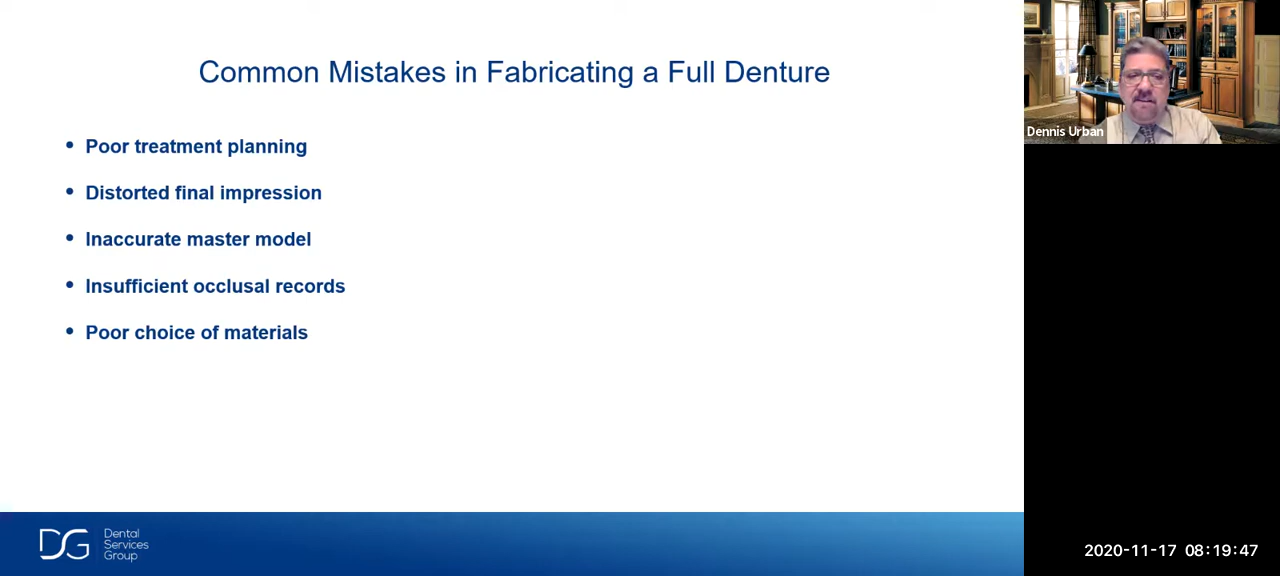 Common Mistakes in Fabricating a Full Denture
• Poor treatment planning
• Distorted final impression
• Inaccurate master model
• Insufficient occlusal records
• Poor choice of materials
DG
Dental
Services
Group
Dennis Urban
2020-11-17 08:19:47